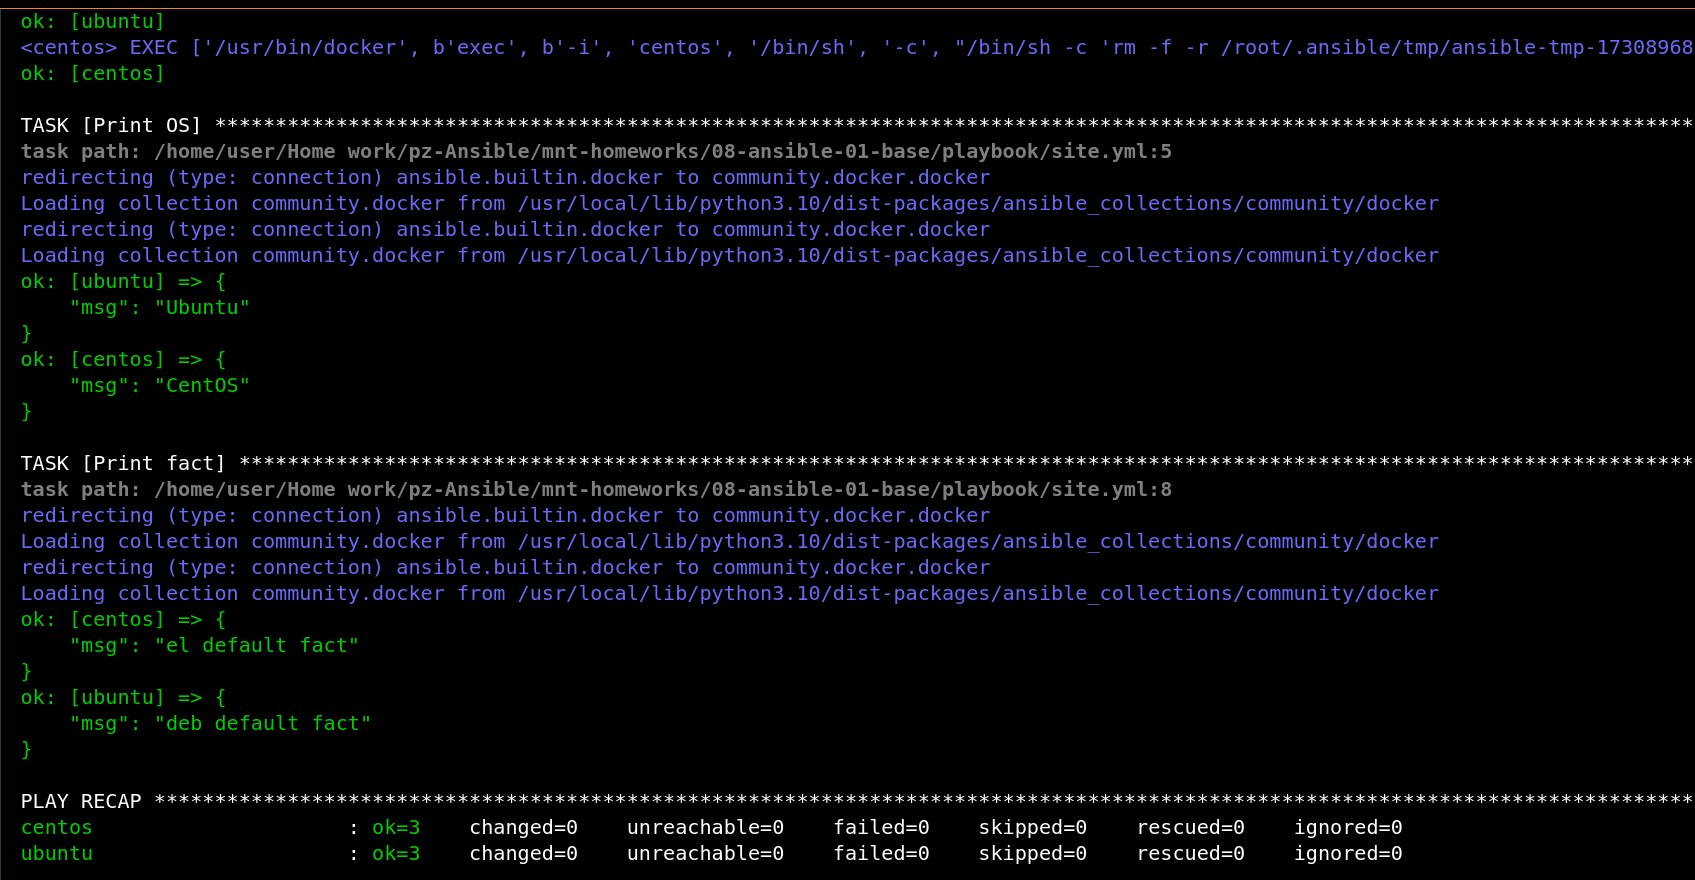 ok: [ubuntu]
<centos> EXEC ['/usr/bin/docker', b'exec', b'-i', 'centos', '/bin/sh', '-c', "/bin/sh -c 'rm -f -r /root/.ansible/tmp/ansible-tmp-17308968
ok: [centos]

TASK [Print OS] **************************************************************************************************************************
task path: /home/user/Home work/pz-Ansible/mnt-homeworks/08-ansible-01-base/playbook/site.yml:5
redirecting (type: connection) ansible.builtin.docker to community.docker.docker
Loading collection community.docker from /usr/local/lib/python3.10/dist-packages/ansible_collections/community/docker
redirecting (type: connection) ansible.builtin.docker to community.docker.docker
Loading collection community.docker from /usr/local/lib/python3.10/dist-packages/ansible_collections/community/docker
ok: [ubuntu] => {
    "msg": "Ubuntu"
}
ok: [centos] => {
    "msg": "CentOS"
}

TASK [Print fact] ************************************************************************************************************************
task path: /home/user/Home work/pz-Ansible/mnt-homeworks/08-ansible-01-base/playbook/site.yml:8
redirecting (type: connection) ansible.builtin.docker to community.docker.docker
Loading collection community.docker from /usr/local/lib/python3.10/dist-packages/ansible_collections/community/docker
redirecting (type: connection) ansible.builtin.docker to community.docker.docker
Loading collection community.docker from /usr/local/lib/python3.10/dist-packages/ansible_collections/community/docker
ok: [centos] => {
    "msg": "el default fact"
}
ok: [ubuntu] => {
    "msg": "deb default fact"
}

PLAY RECAP *******************************************************************************************************************************
centos                     : ok=3    changed=0    unreachable=0    failed=0    skipped=0    rescued=0    ignored=0
ubuntu                     : ok=3    changed=0    unreachable=0    failed=0    skipped=0    rescued=0    ignored=0